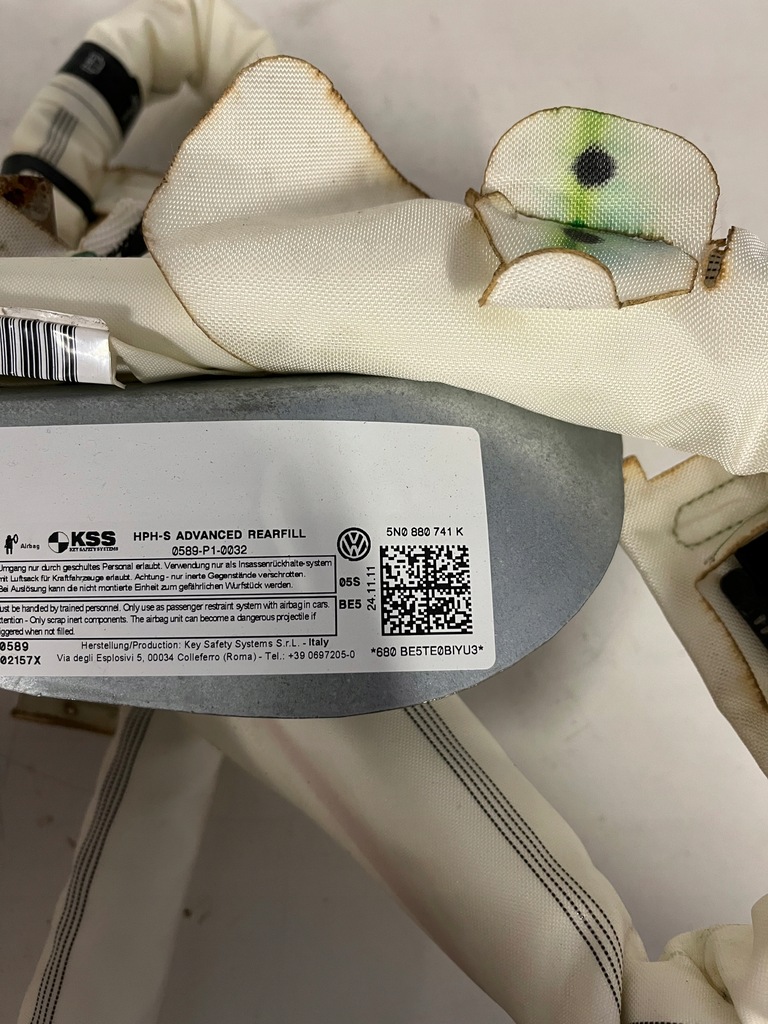 Airbag
KSS
KEY SAFETY SYSTEMS
HPH-S ADVANCED REARFILL
0589-P1-0032
5N0 880 741 K
Umgang nur durch geschultes Personal erlaubt. Verwendung nur als Insassenrückhalte-system
mit Luftsack für Kraftfahrzeuge erlaubt. Achtung - nur inerte Gegenstände verschrotten.
Bei Auslösung kann die nicht montierte Einheit zum gefährlichen Wurfstück werden.
05S
24.11.11
ust be handled by trained personnel. Only use as passenger restraint system with airbag in cars.
ttention - Only scrap inert components. The airbag unit can become a dangerous projectile if
iggered when not filled.
BE5
0589
02157X
Herstellung/Production: Key Safety Systems S.r.L. - Italy
Via degli Esplosivi 5, 00034 Colleferro (Roma) - Tel.: +39 0697205-0
*680 BE5TE0BIYU3*